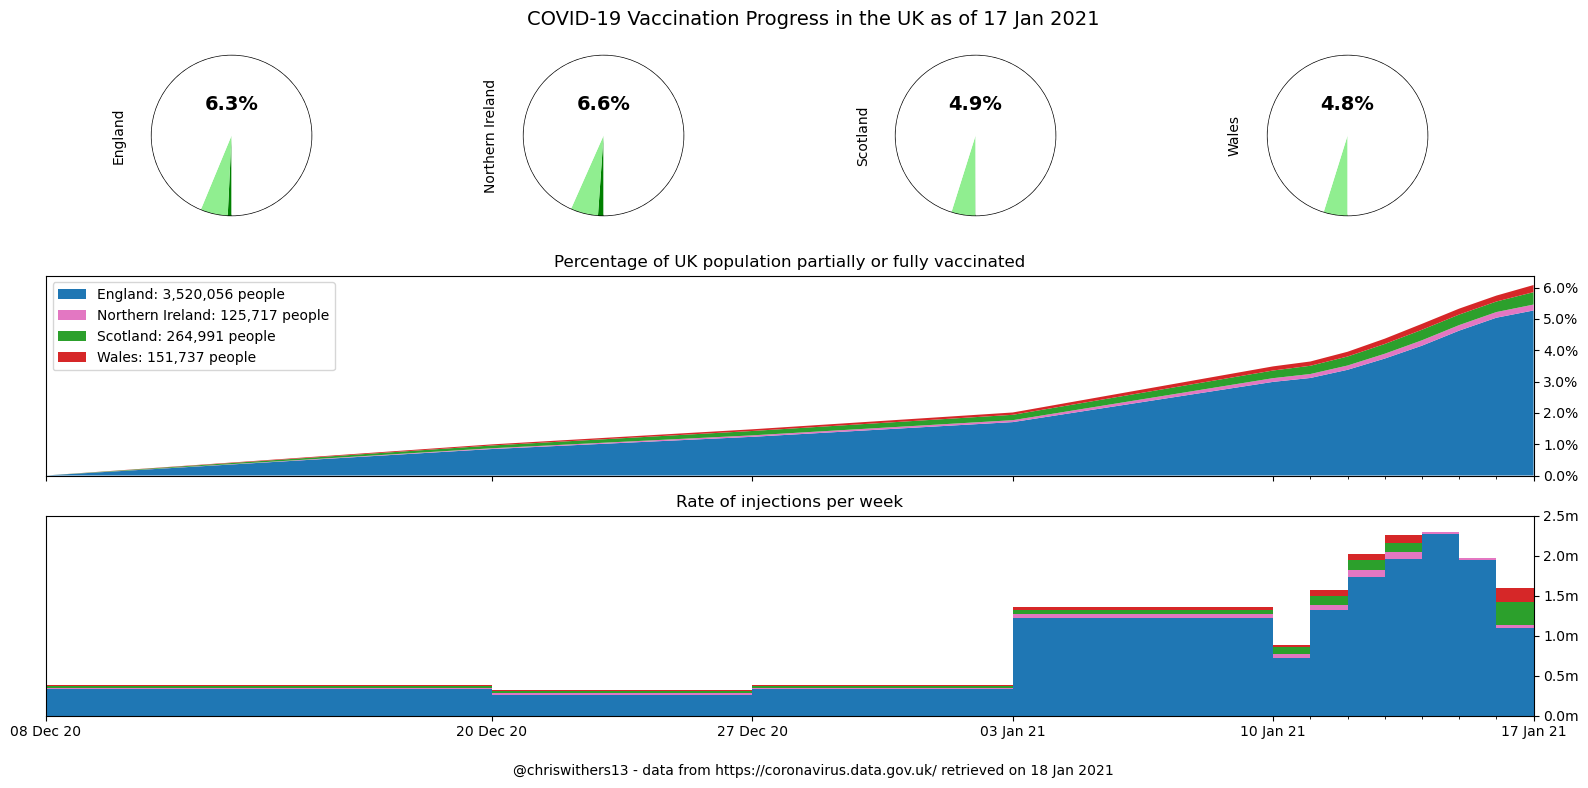 COVID-19 Vaccination Progress in the UK as of 17 Jan 2021
England
6.3%
Northern Ireland
6.6%
Scotland
4.9%
Wales
4.8%
Percentage of UK population partially or fully vaccinated
England: 3,520,056 people
Northern Ireland: 125,717 people
Scotland: 264,991 people
Wales: 151,737 people
6.0%
5.0%
4.0%
3.0%
2.0%
1.0%
0.0%
Rate of injections per week
2.5m
2.0m
1.5m
1.0m
0.5m
0.0m
08 Dec 20
20 Dec 20
27 Dec 20
03 Jan 21
10 Jan 21
17 Jan 21
@chriswithers13 - data from https://coronavirus.data.gov.uk/ retrieved on 18 Jan 2021